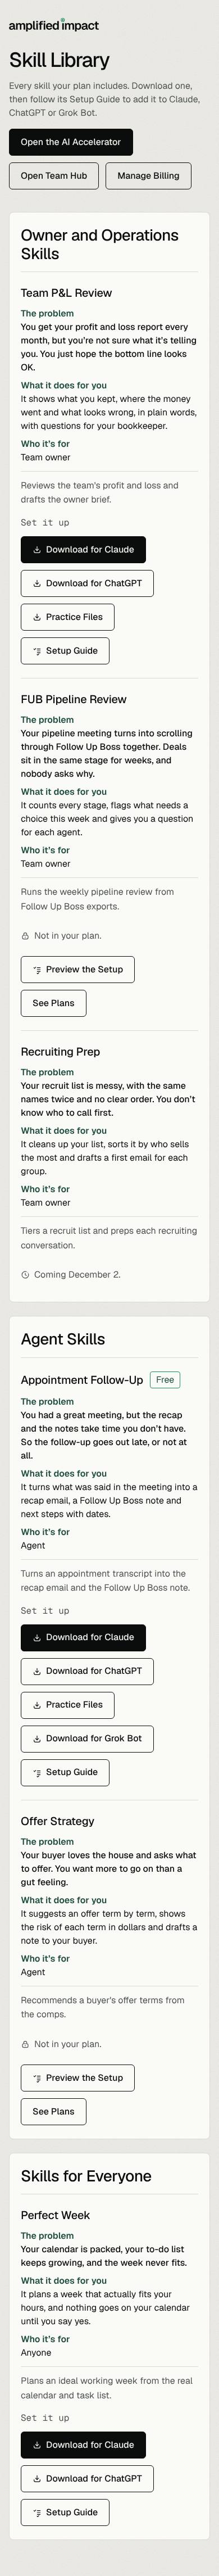 amplified impact
Skill Library
Every skill your plan includes. Download one,
then follow its Setup Guide to add it to Claude,
ChatGPT or Grok Bot.
Open the AI Accelerator
Open Team Hub
Manage Billing
Owner and Operations
Skills
Team P&L Review
The problem
You get your profit and loss report every
month, but you're not sure what it's telling
you. You just hope the bottom line looks
OK.
What it does for you
It shows what you kept, where the money
went and what looks wrong, in plain words,
with questions for your bookkeeper.
Who it's for
Team owner
Reviews the team's profit and loss and
drafts the owner brief.
Set it up
Download for Claude
Download for ChatGPT
Practice Files
Setup Guide
FUB Pipeline Review
The problem
Your pipeline meeting turns into scrolling
through Follow Up Boss together. Deals
sit in the same stage for weeks, and
nobody asks why.
What it does for you
It counts every stage, flags what needs a
choice this week and gives you a question
for each agent.
Who it's for
Team owner
Runs the weekly pipeline review from
Follow Up Boss exports.
Not in your plan.
Preview the Setup
See Plans
Recruiting Prep
The problem
Your recruit list is messy, with the same
names twice and no clear order. You don't
know who to call first.
What it does for you
It cleans up your list, sorts it by who sells
the most and drafts a first email for each
group.
Who it's for
Team owner
Tiers a recruit list and preps each recruiting
conversation.
Coming December 2.
Agent Skills
Appointment Follow-Up Free
The problem
You had a great meeting, but the recap
and the notes take time you don't have.
So the follow-up goes out late, or not at
all.
What it does for you
It turns what was said in the meeting into a
recap email, a Follow Up Boss note and
next steps with dates.
Who it's for
Agent
Turns an appointment transcript into the
recap email and the Follow Up Boss note.
Set it up
Download for Claude
Download for ChatGPT
Practice Files
Download for Grok Bot
Setup Guide
Offer Strategy
The problem
Your buyer loves the house and asks what
to offer. You want more to go on than a
gut feeling.
What it does for you
It suggests an offer term by term, shows
the risk of each term in dollars and drafts a
note to your buyer.
Who it's for
Agent
Recommends a buyer's offer terms from
the comps.
Not in your plan.
Preview the Setup
See Plans
Skills for Everyone
Perfect Week
The problem
Your calendar is packed, your to-do list
keeps growing, and the week never fits.
What it does for you
It plans a week that actually fits your
hours, and nothing goes on your calendar
until you say yes.
Who it's for
Anyone
Plans an ideal working week from the real
calendar and task list.
Set it up
Download for Claude
Download for ChatGPT
Setup Guide